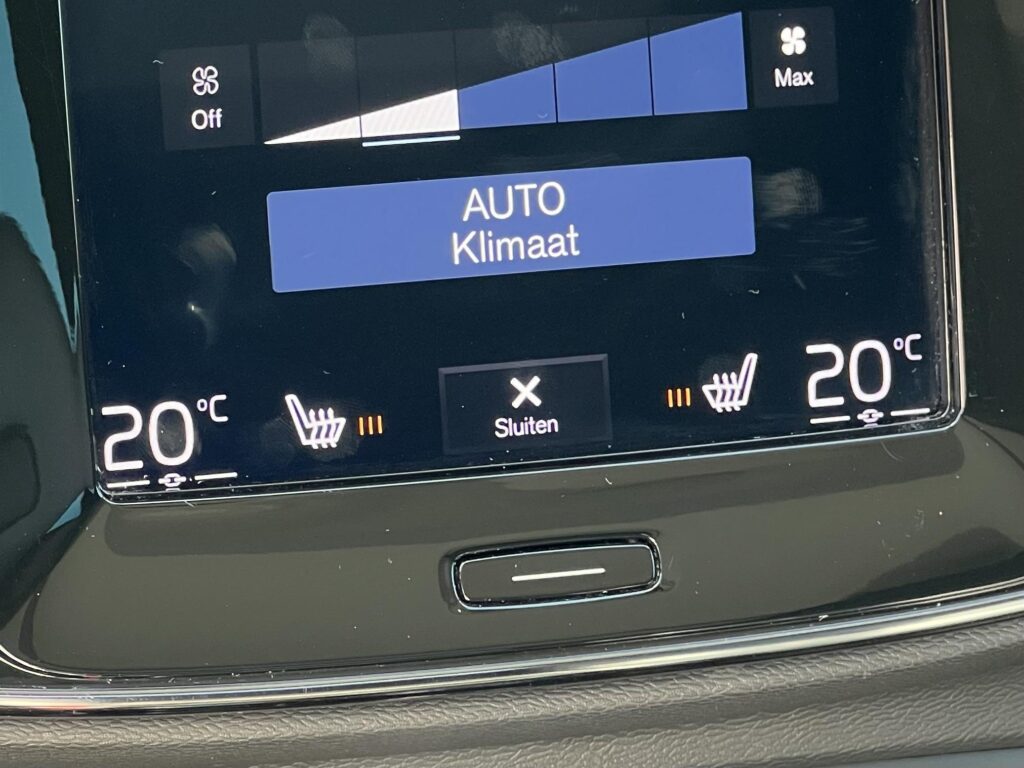 Off
Max
AUTO
Klimaat
20°C
Sluiten
20°C